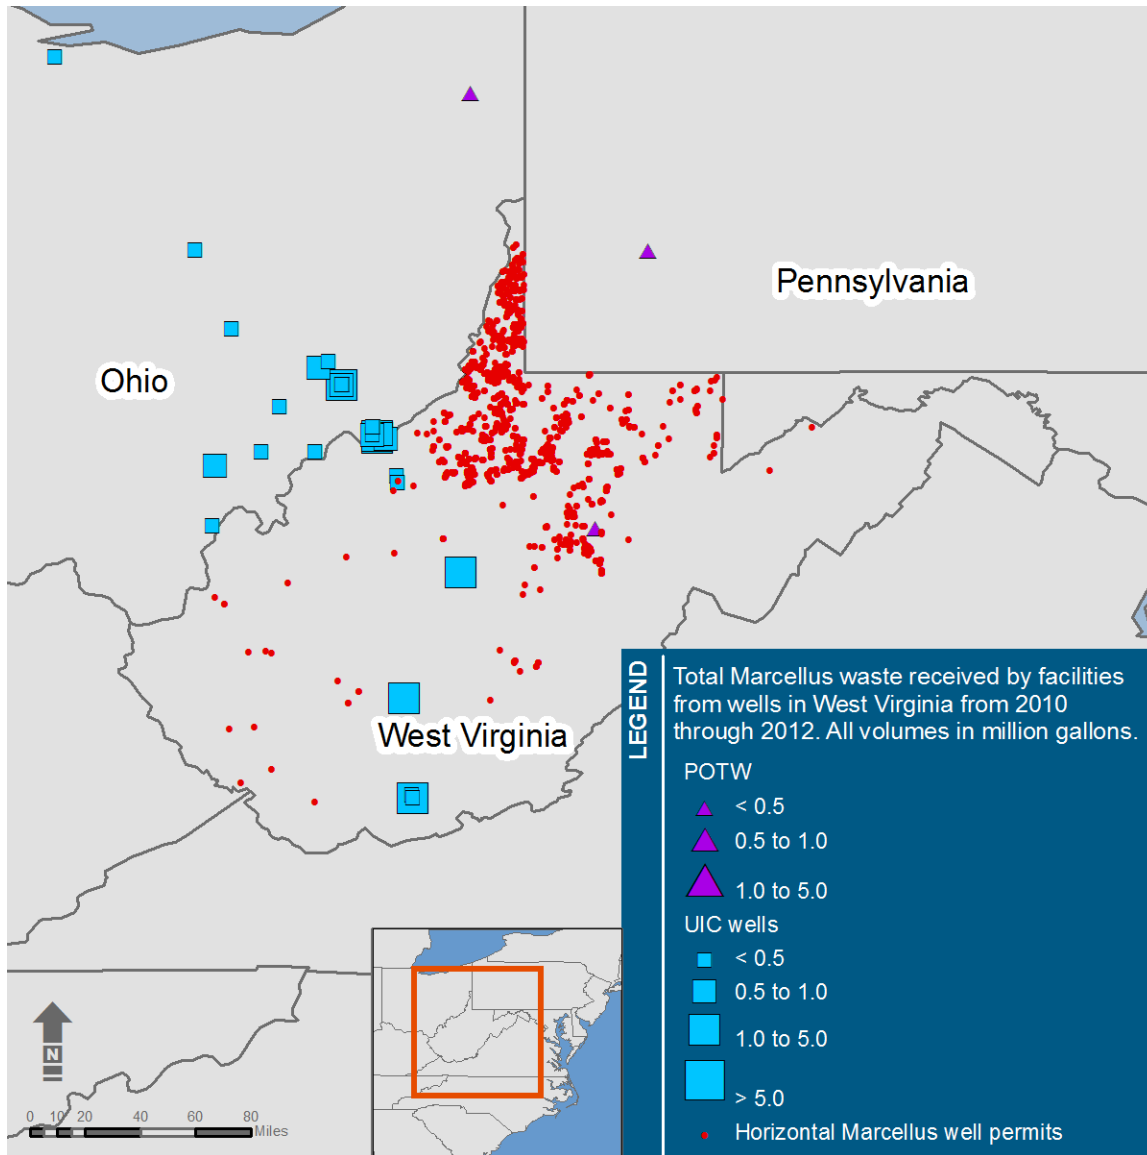 Pennsylvania
Ohio
West Virginia
LEGEND
Total Marcellus waste received by facilities
from wells in West Virginia from 2010
through 2012. All volumes in million gallons.
POTW
< 0.5
0.5 to 1.0
1.0 to 5.0
UIC wells
< 0.5
0.5 to 1.0
1.0 to 5.0
> 5.0
Horizontal Marcellus well permits
N
0 10 20 40 60 80
Miles